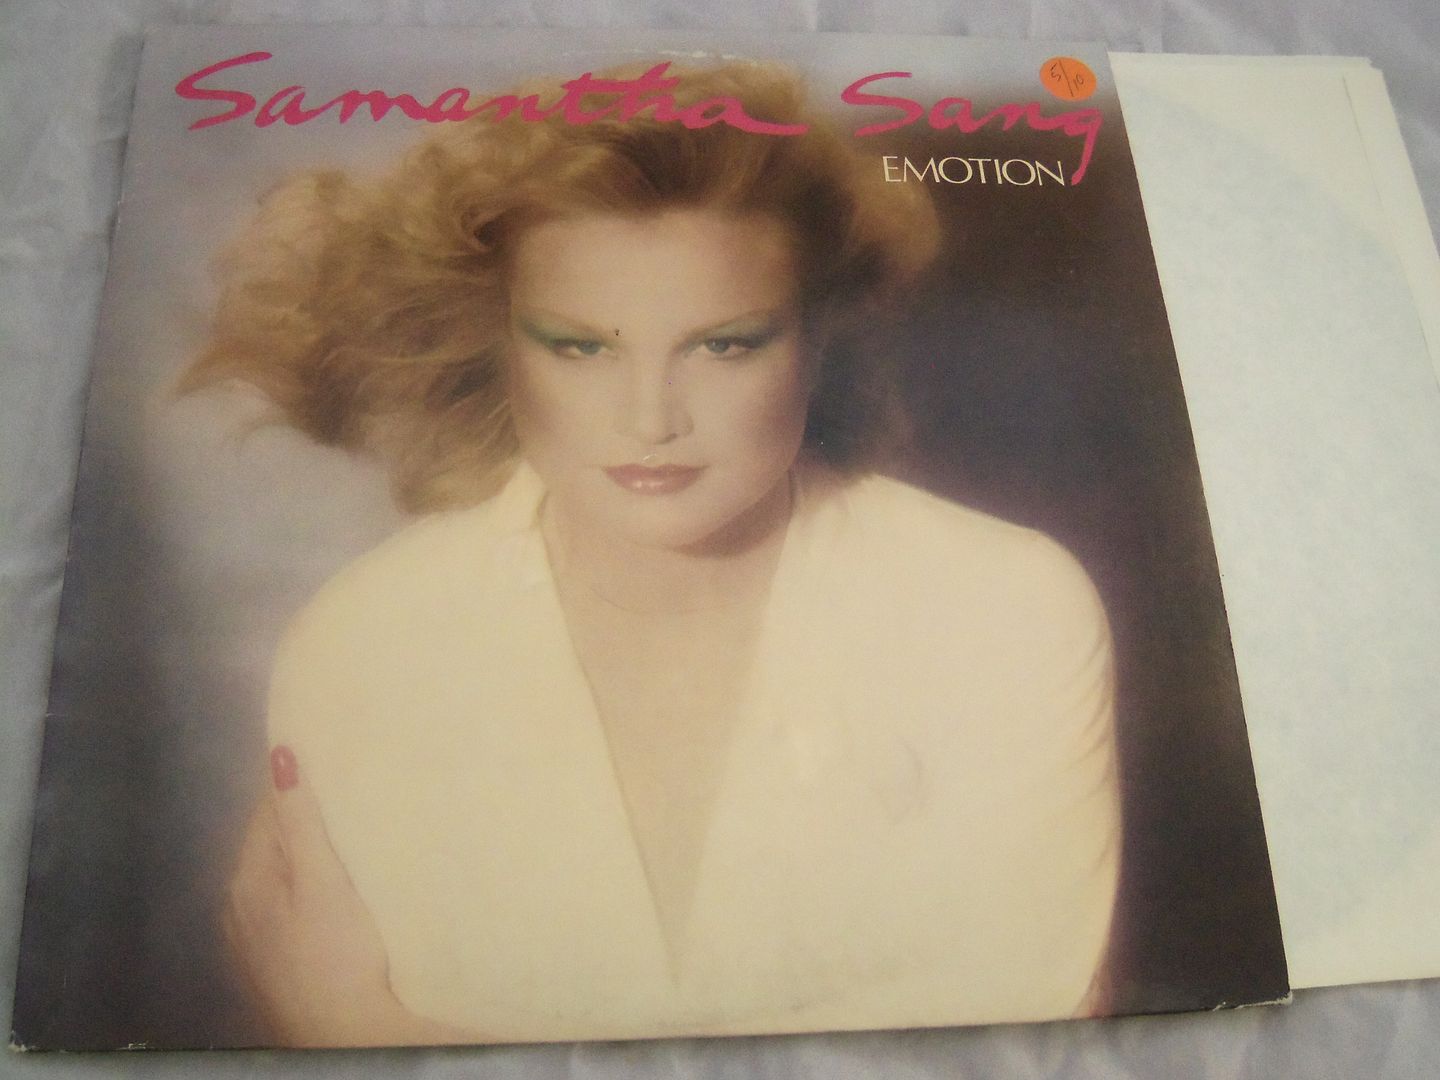 Samantha Sang
EMOTION
5/10